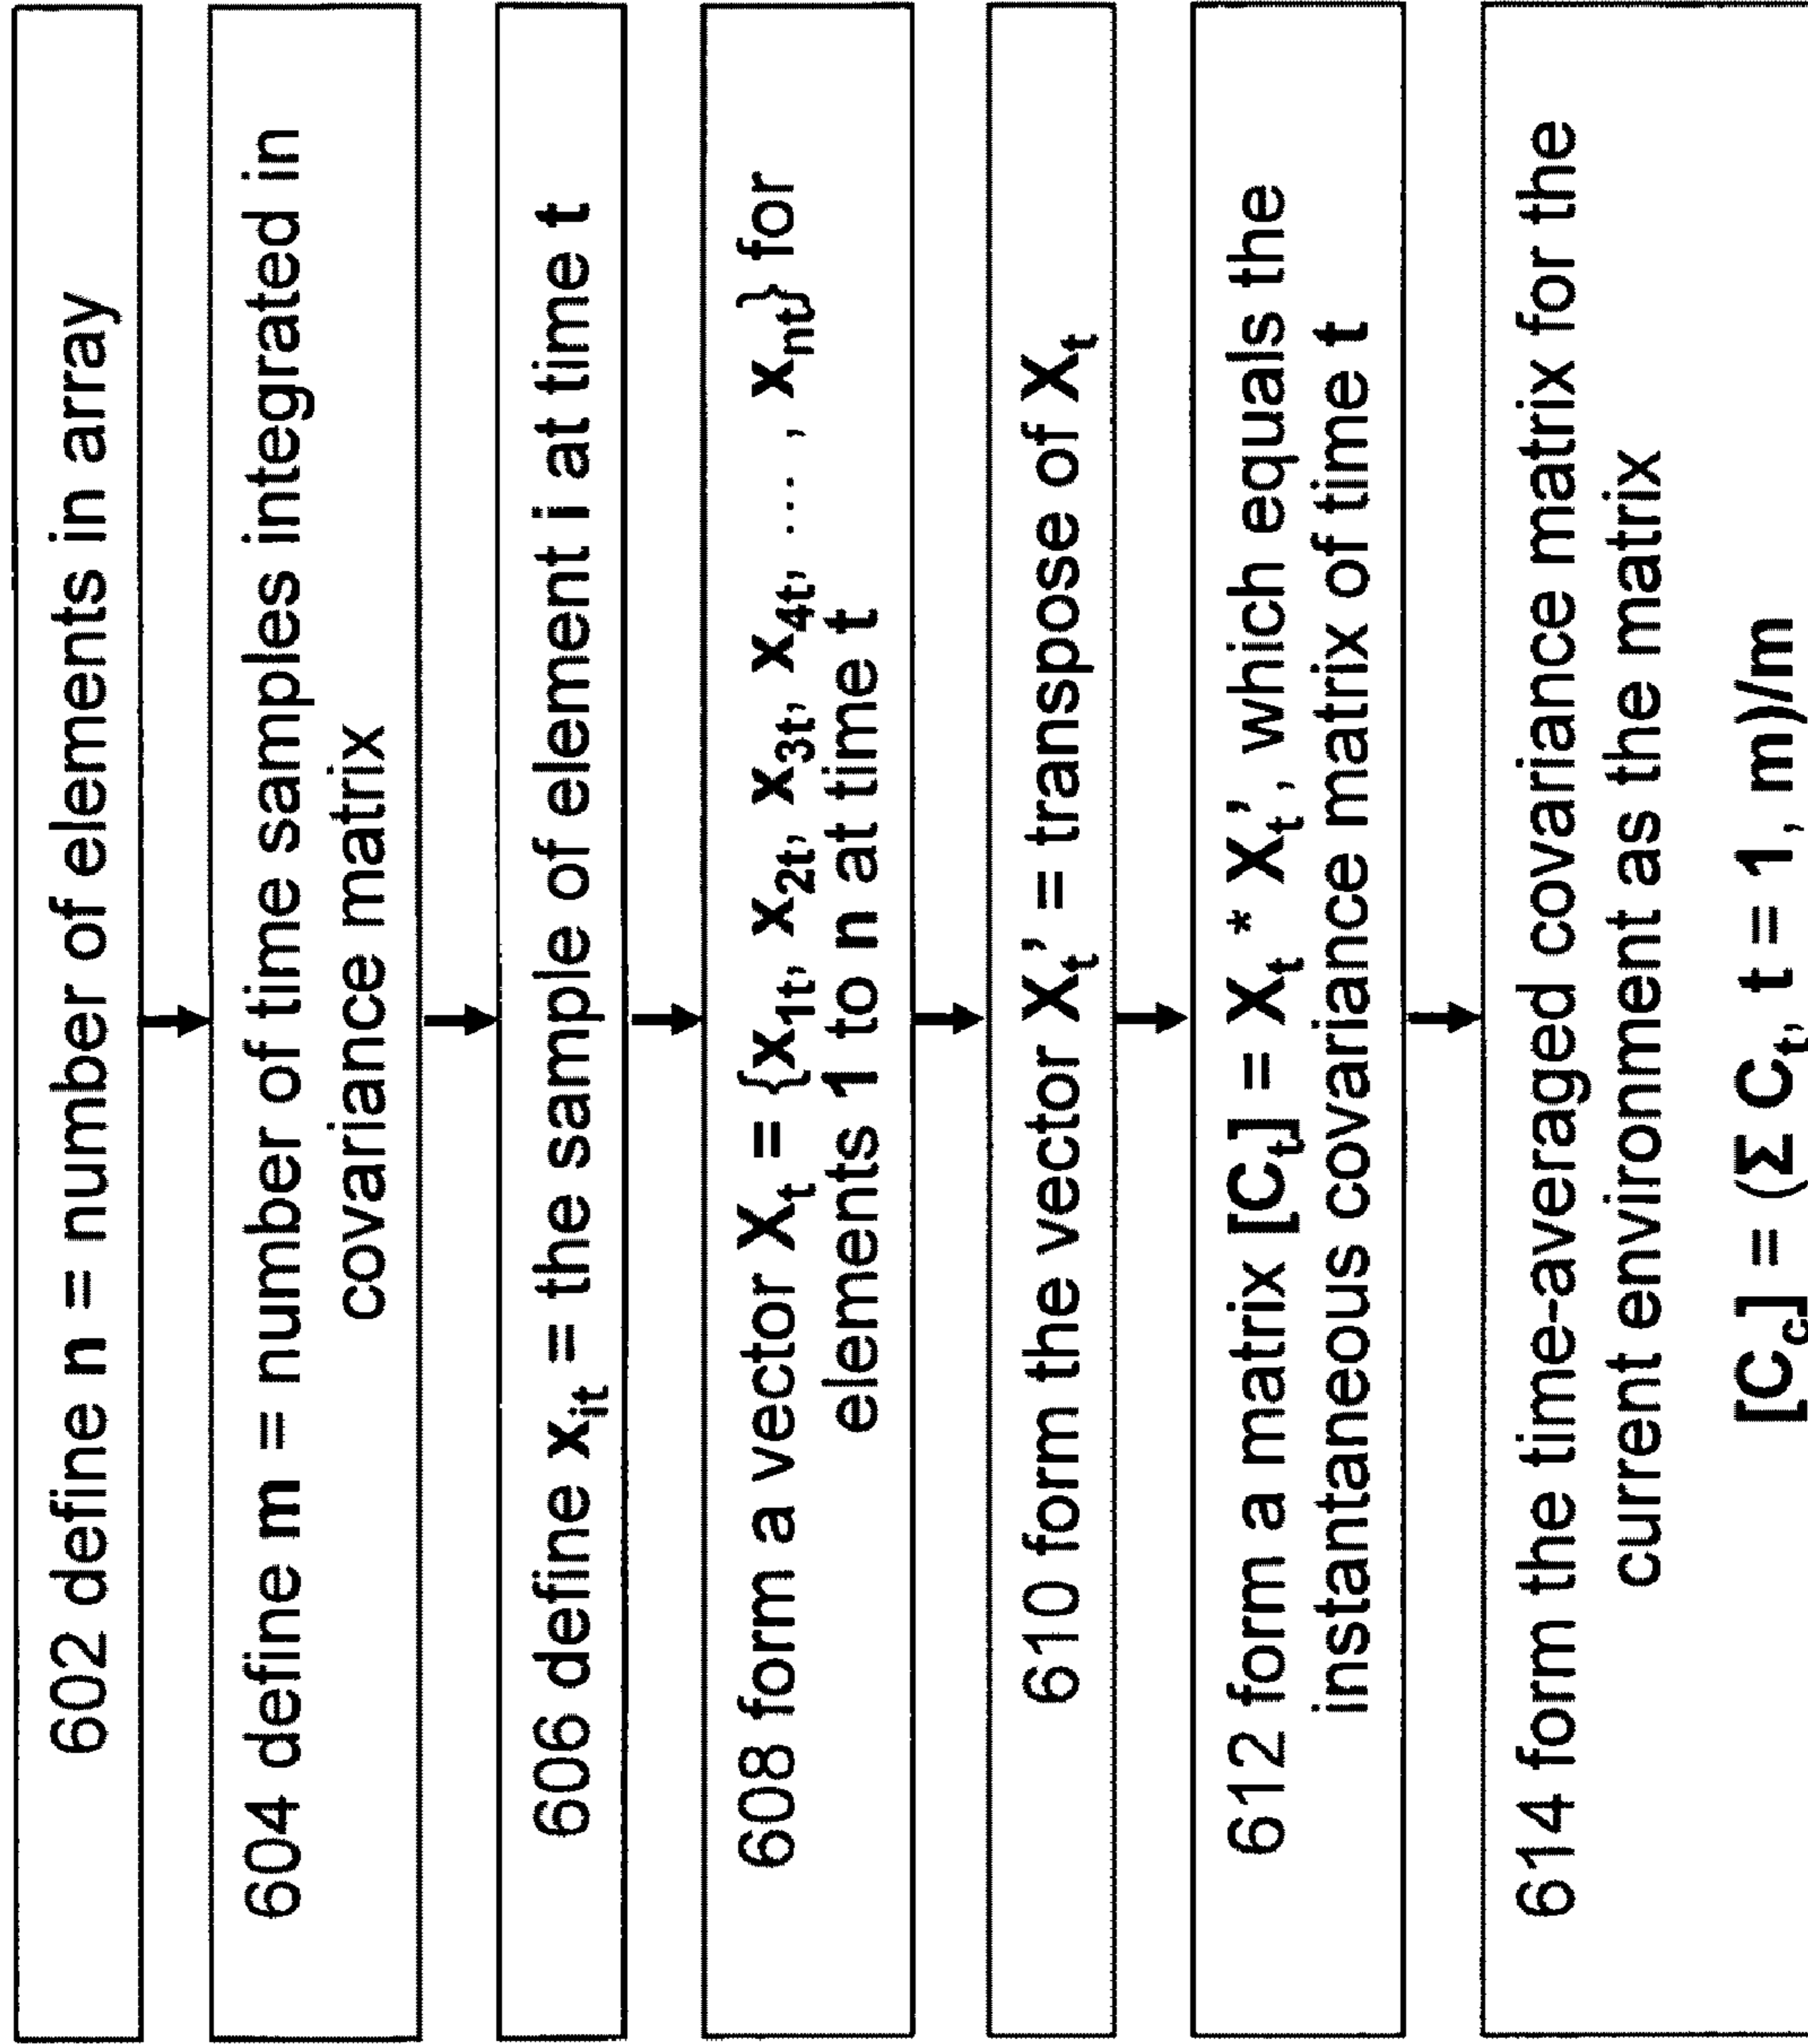 602 define n = number of elements in array
604 define m = number of time samples integrated in
covariance matrix
606 define x_it = the sample of element i at time t
608 form a vector X_t = {x_1t, x_2t, x_3t, x_4t, ... , x_nt} for
elements 1 to n at time t
610 form the vector X_t' = transpose of X_t
612 form a matrix [C_t] = X_t * X_t', which equals the
instantaneous covariance matrix of time t
614 form the time-averaged covariance matrix for the
current environment as the matrix
[C_c] = (Σ C_t, t = 1, m)/m